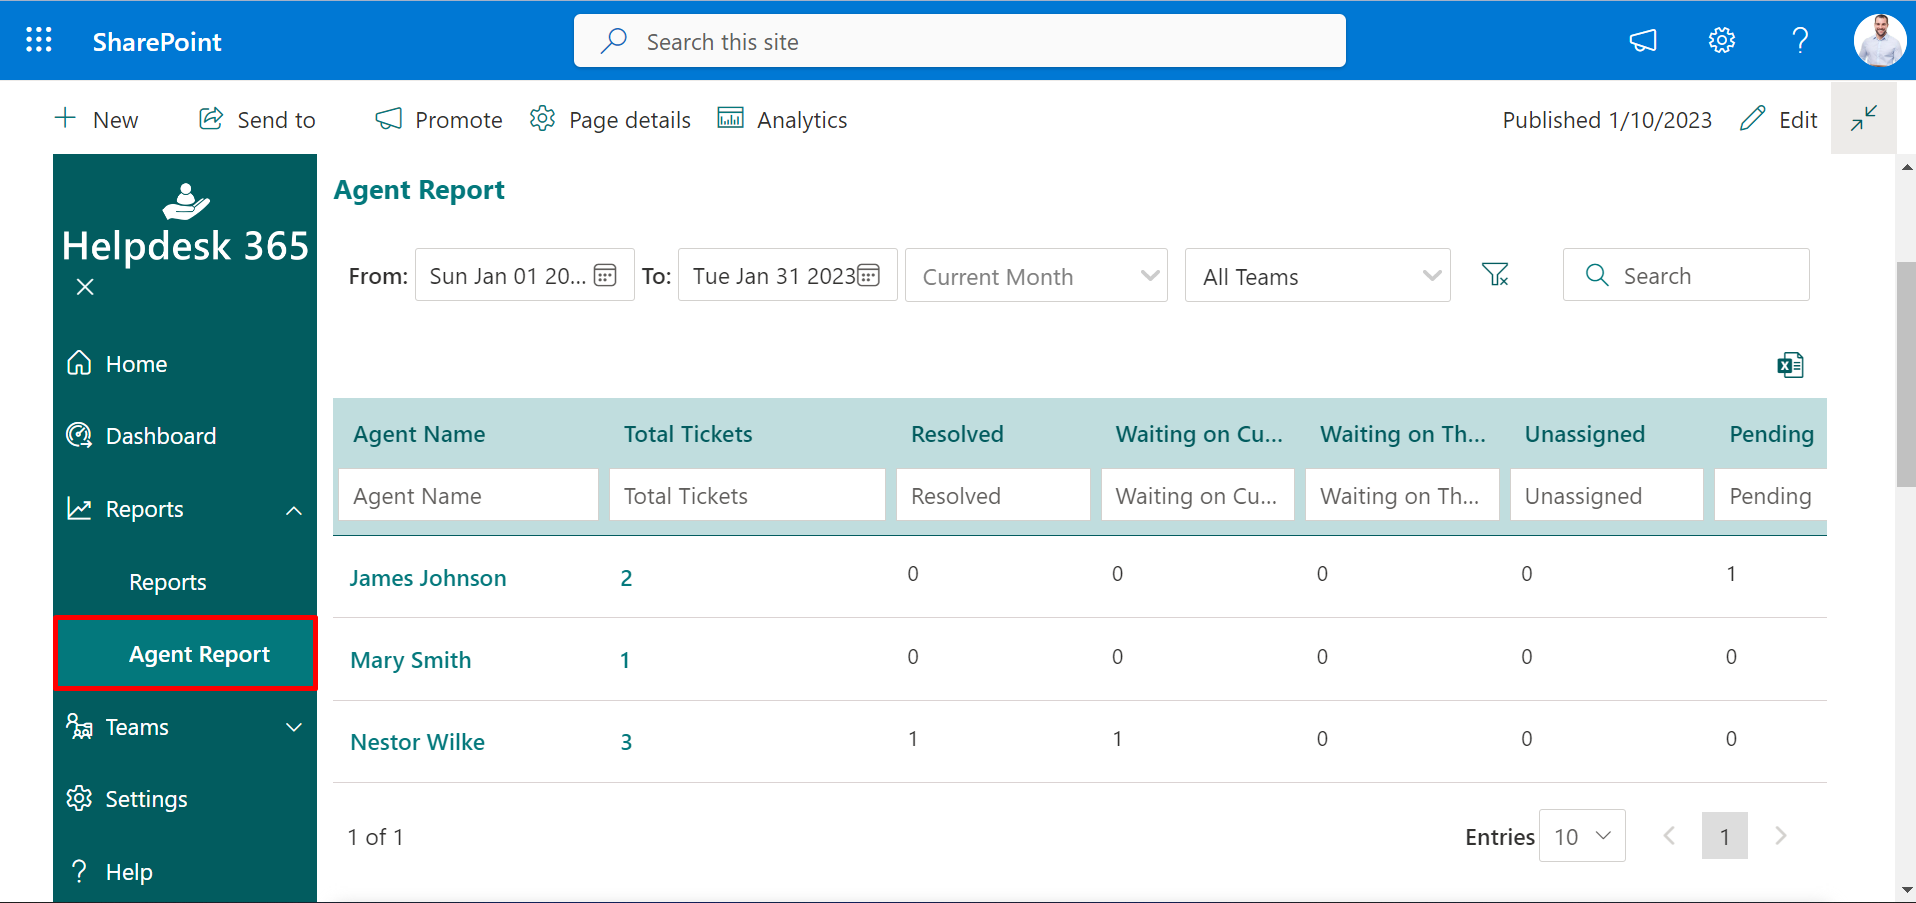 SharePoint
Search this site
New
Send to
Promote
Page details
Analytics
Published 1/10/2023
Edit
Helpdesk 365
Home
Dashboard
Reports
Reports
Agent Report
Teams
Settings
Help
Agent Report
From: Sun Jan 01 20... To: Tue Jan 31 2023 Current Month All Teams Search
Agent Name Total Tickets Resolved Waiting on Cu... Waiting on Th... Unassigned Pending
Agent Name Total Tickets Resolved Waiting on Cu... Waiting on Th... Unassigned Pending
James Johnson 2 0 0 0 0 1
Mary Smith 1 0 0 0 0 0
Nestor Wilke 3 1 1 0 0 0
1 of 1
Entries 10 1